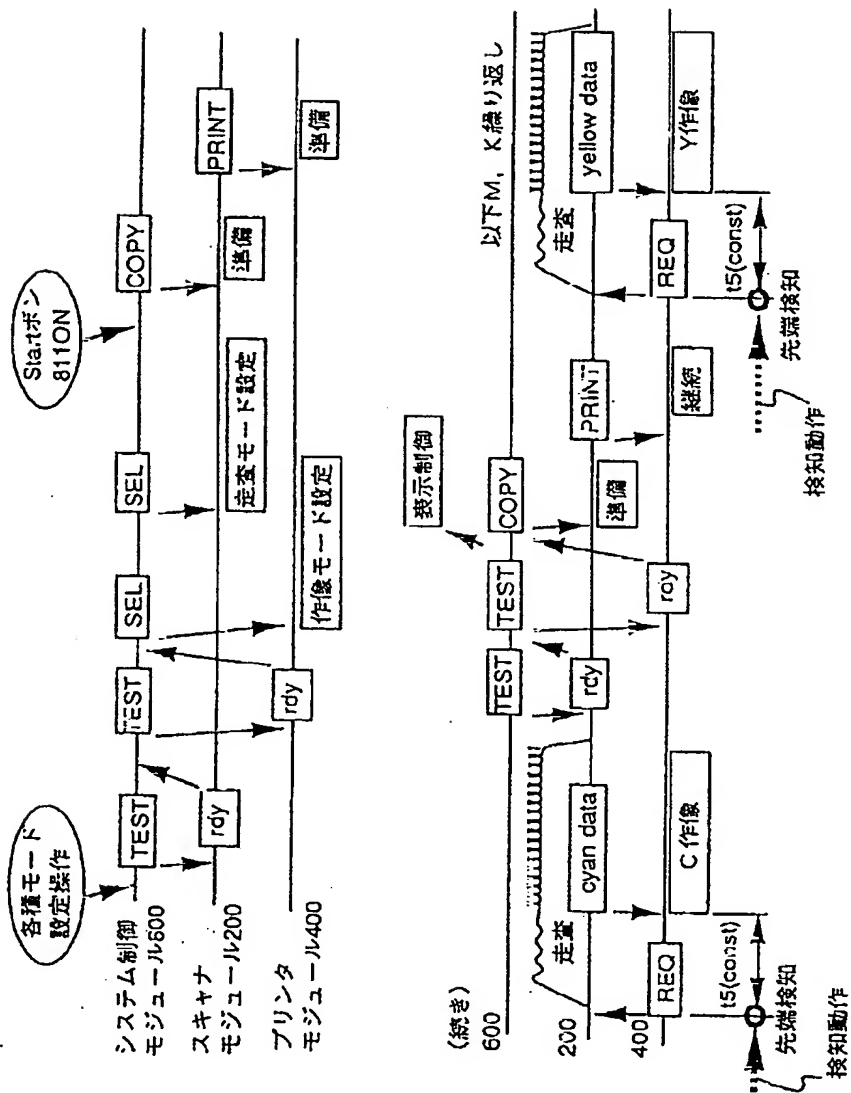 各種モード
設定操作
Startボン
811ON
システム制御
モジュール600
TEST
TEST
SEL
SEL
COPY
スキャナ
モジュール200
rdy
走査モード設定
準備
PRINT
プリンタ
モジュール400
rdy
作像モード設定
準備
(続き)
600
TEST
TEST
COPY
表示制御
以下M, K繰り返し
走査
走査
200
cyan data
rdy
準備
PRINT
yellow data
400
REQ
C作像
rdy
継続
REQ
Y作像
t5(const)
t5(const)
先端検知
先端検知
検知動作
検知動作